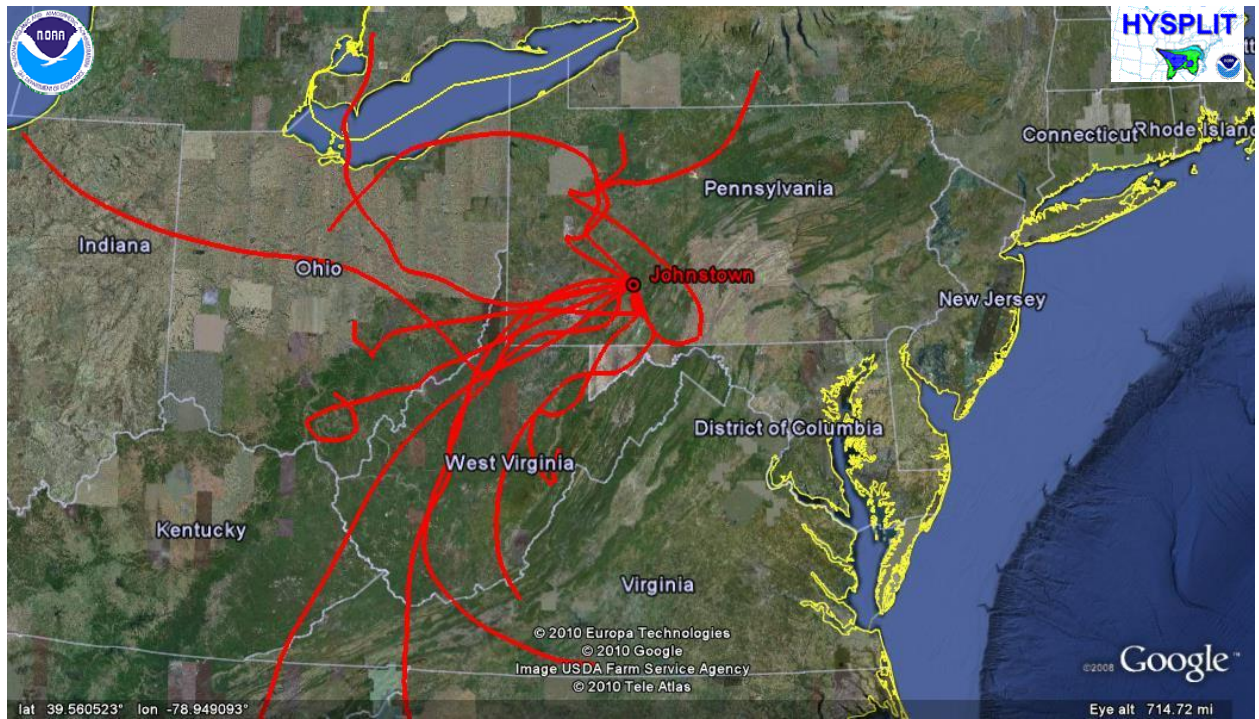 NOAA
HYSPLIT
Connecticut
Rhode Island
Pennsylvania
Indiana
Ohio
Johnstown
New Jersey
District of Columbia
West Virginia
Kentucky
Virginia
© 2010 Europa Technologies
© 2010 Google
Image USDA Farm Service Agency
© 2010 Tele Atlas
©2008 Google™
lat 39.560523° lon -78.949093°
Eye alt 714.72 mi